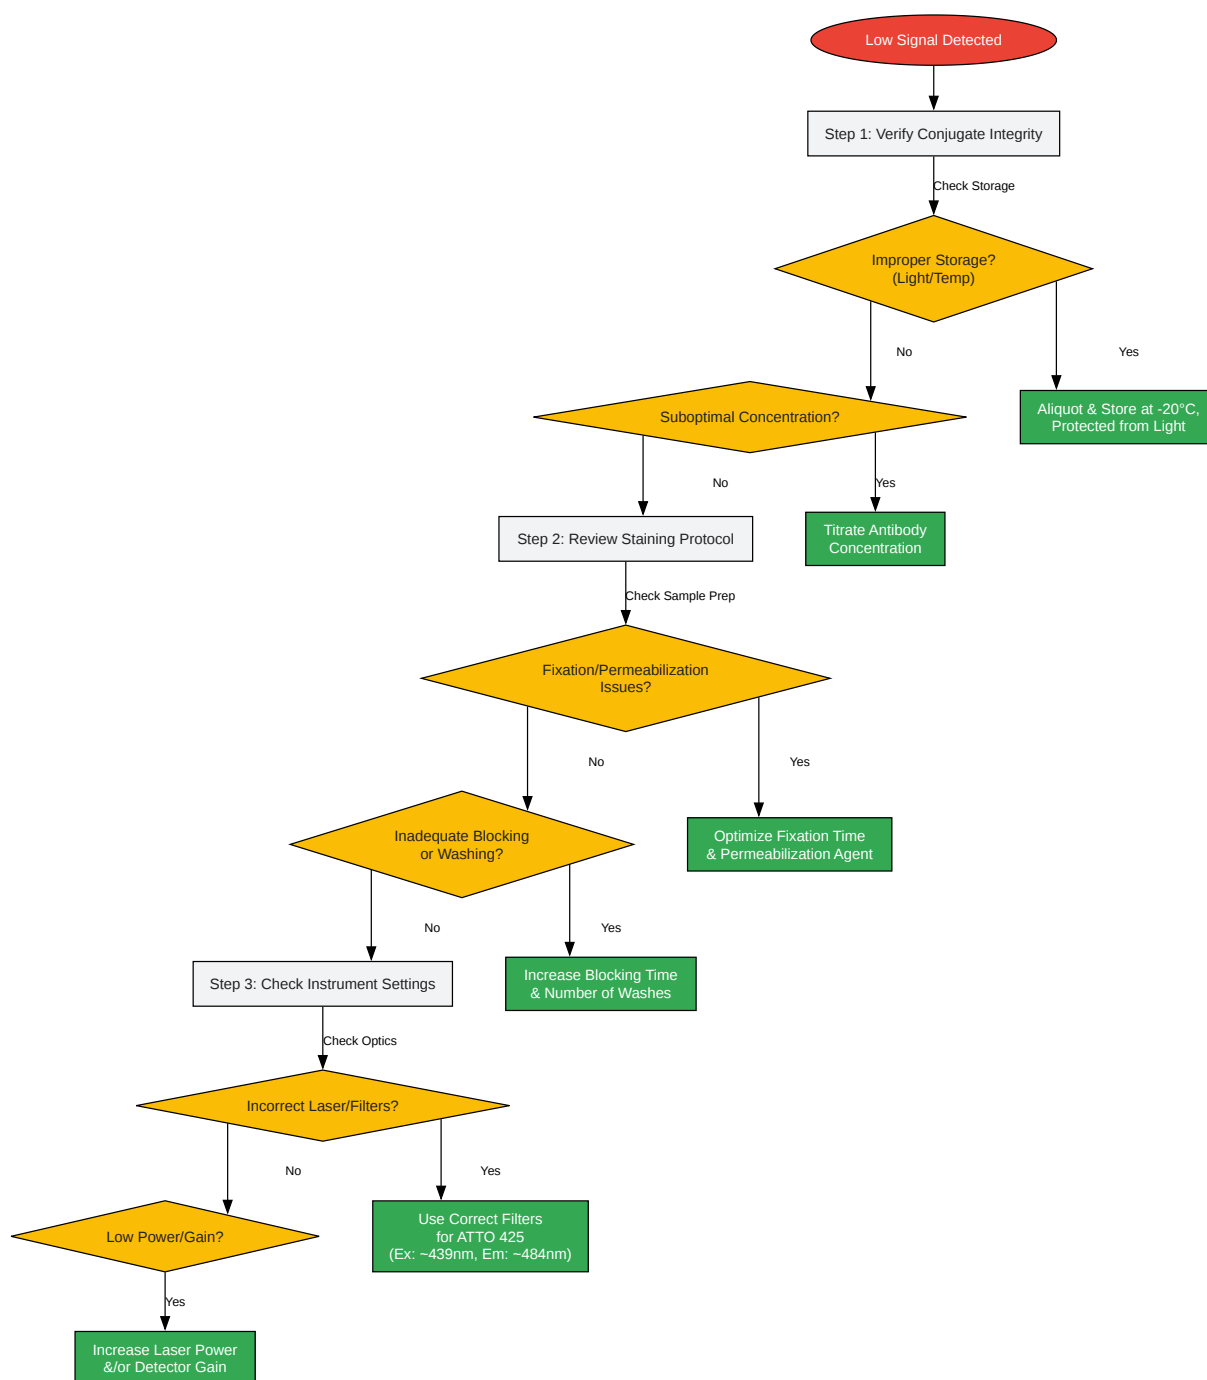 Low Signal Detected
Step 1: Verify Conjugate Integrity
Check Storage
Improper Storage?
(Light/Temp)
No
Yes
Aliquot & Store at -20°C,
Protected from Light
Suboptimal Concentration?
No
Yes
Titrate Antibody
Concentration
Step 2: Review Staining Protocol
Check Sample Prep
Fixation/Permeabilization
Issues?
No
Yes
Optimize Fixation Time
& Permeabilization Agent
Inadequate Blocking
or Washing?
No
Yes
Increase Blocking Time
& Number of Washes
Step 3: Check Instrument Settings
Check Optics
Incorrect Laser/Filters?
No
Yes
Use Correct Filters
for ATTO 425
(Ex: ~439nm, Em: ~484nm)
Low Power/Gain?
Yes
Increase Laser Power
&/or Detector Gain